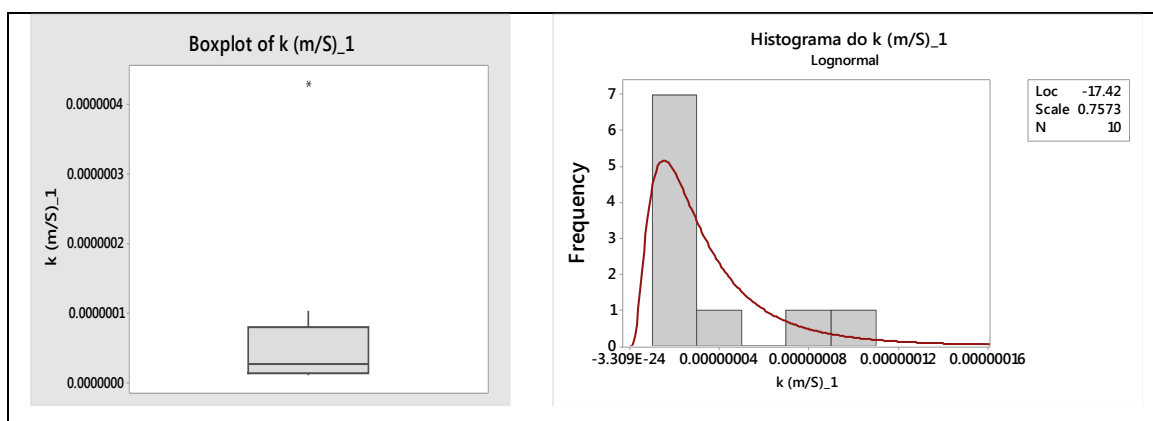 Boxplot of k (m/S)_1
k (m/S)_1
0.0000004
0.0000003
0.0000002
0.0000001
0.0000000
*
Histograma do k (m/S)_1
Lognormal
Frequency
7
6
5
4
3
2
1
0
-3.309E-24 0.00000004 0.00000008 0.00000012 0.00000016
k (m/S)_1
Loc -17.42
Scale 0.7573
N 10